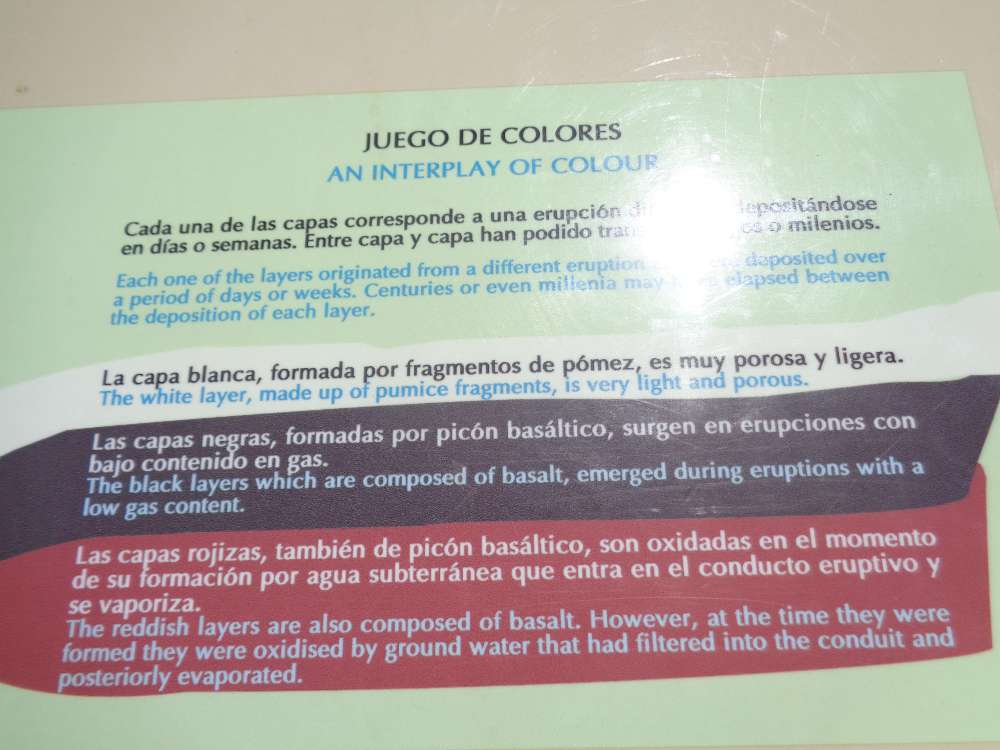 JUEGO DE COLORES
AN INTERPLAY OF COLOUR
Cada una de las capas corresponde a una erupción depositándose
en días o semanas. Entre capa y capa han podido o milenios.
Each one of the layers originated from a different eruption deposited over
a period of days or weeks. Centuries or even millenia may elapsed between
the deposition of each layer.
La capa blanca, formada por fragmentos de pómez, es muy porosa y ligera.
The white layer, made up of pumice fragments, is very light and porous.
Las capas negras, formadas por picón basáltico, surgen en erupciones con
bajo contenido en gas.
The black layers which are composed of basalt, emerged during eruptions with a
low gas content.
Las capas rojizas, también de picón basáltico, son oxidadas en el momento
de su formación por agua subterránea que entra en el conducto eruptivo y
se vaporiza.
The reddish layers are also composed of basalt. However, at the time they were
formed they were oxidised by ground water that had filtered into the conduit and
posteriorly evaporated.